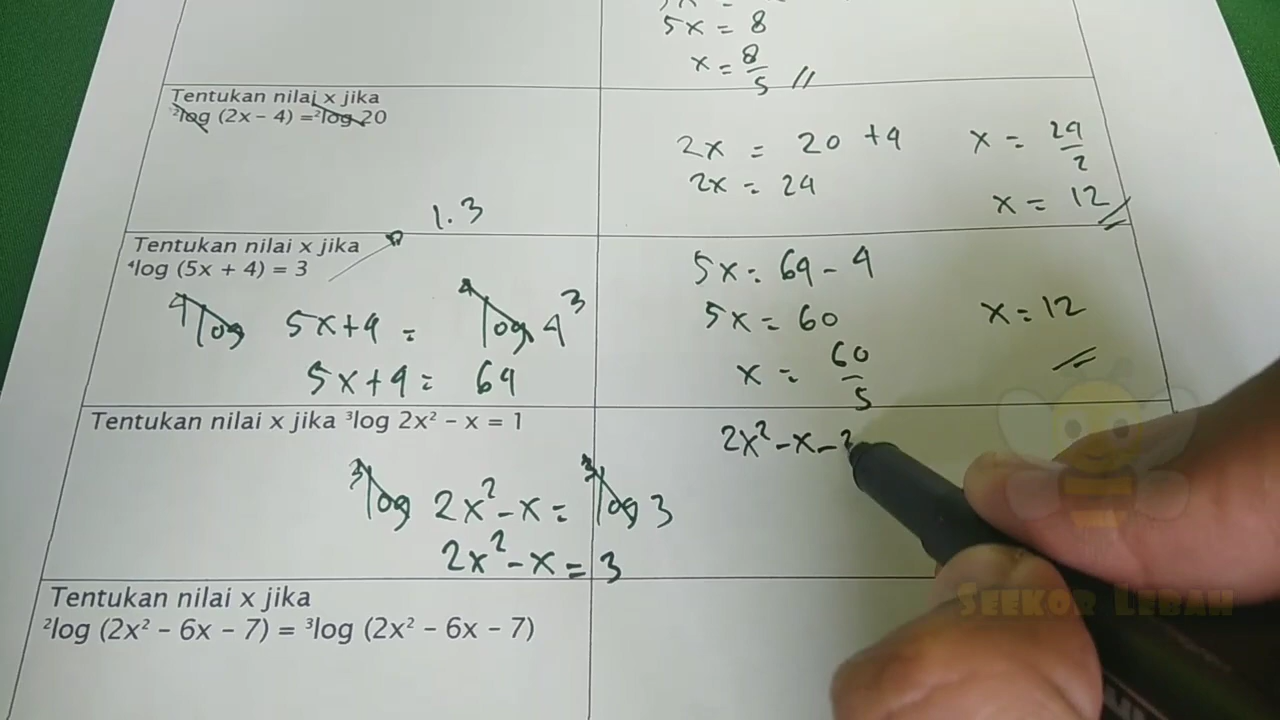 5x = 8
x = 8/5 //
Tentukan nilai x jika
²log (2x – 4) = ²log 20
2x = 20 + 4
2x = 24
x = 24/2
x = 12
1.3
Tentukan nilai x jika
⁴log (5x + 4) = 3
⁴log 5x+4 = ⁴log 4³
5x+4 = 64
5x = 64 - 4
5x = 60
x = 60/5
x = 12
Tentukan nilai x jika ³log 2x² – x = 1
³log 2x² - x = ³log 3
2x² - x = 3
2x² - x -
Tentukan nilai x jika
²log (2x² – 6x – 7) = ³log (2x² – 6x – 7)
SEEKOR LEBAH